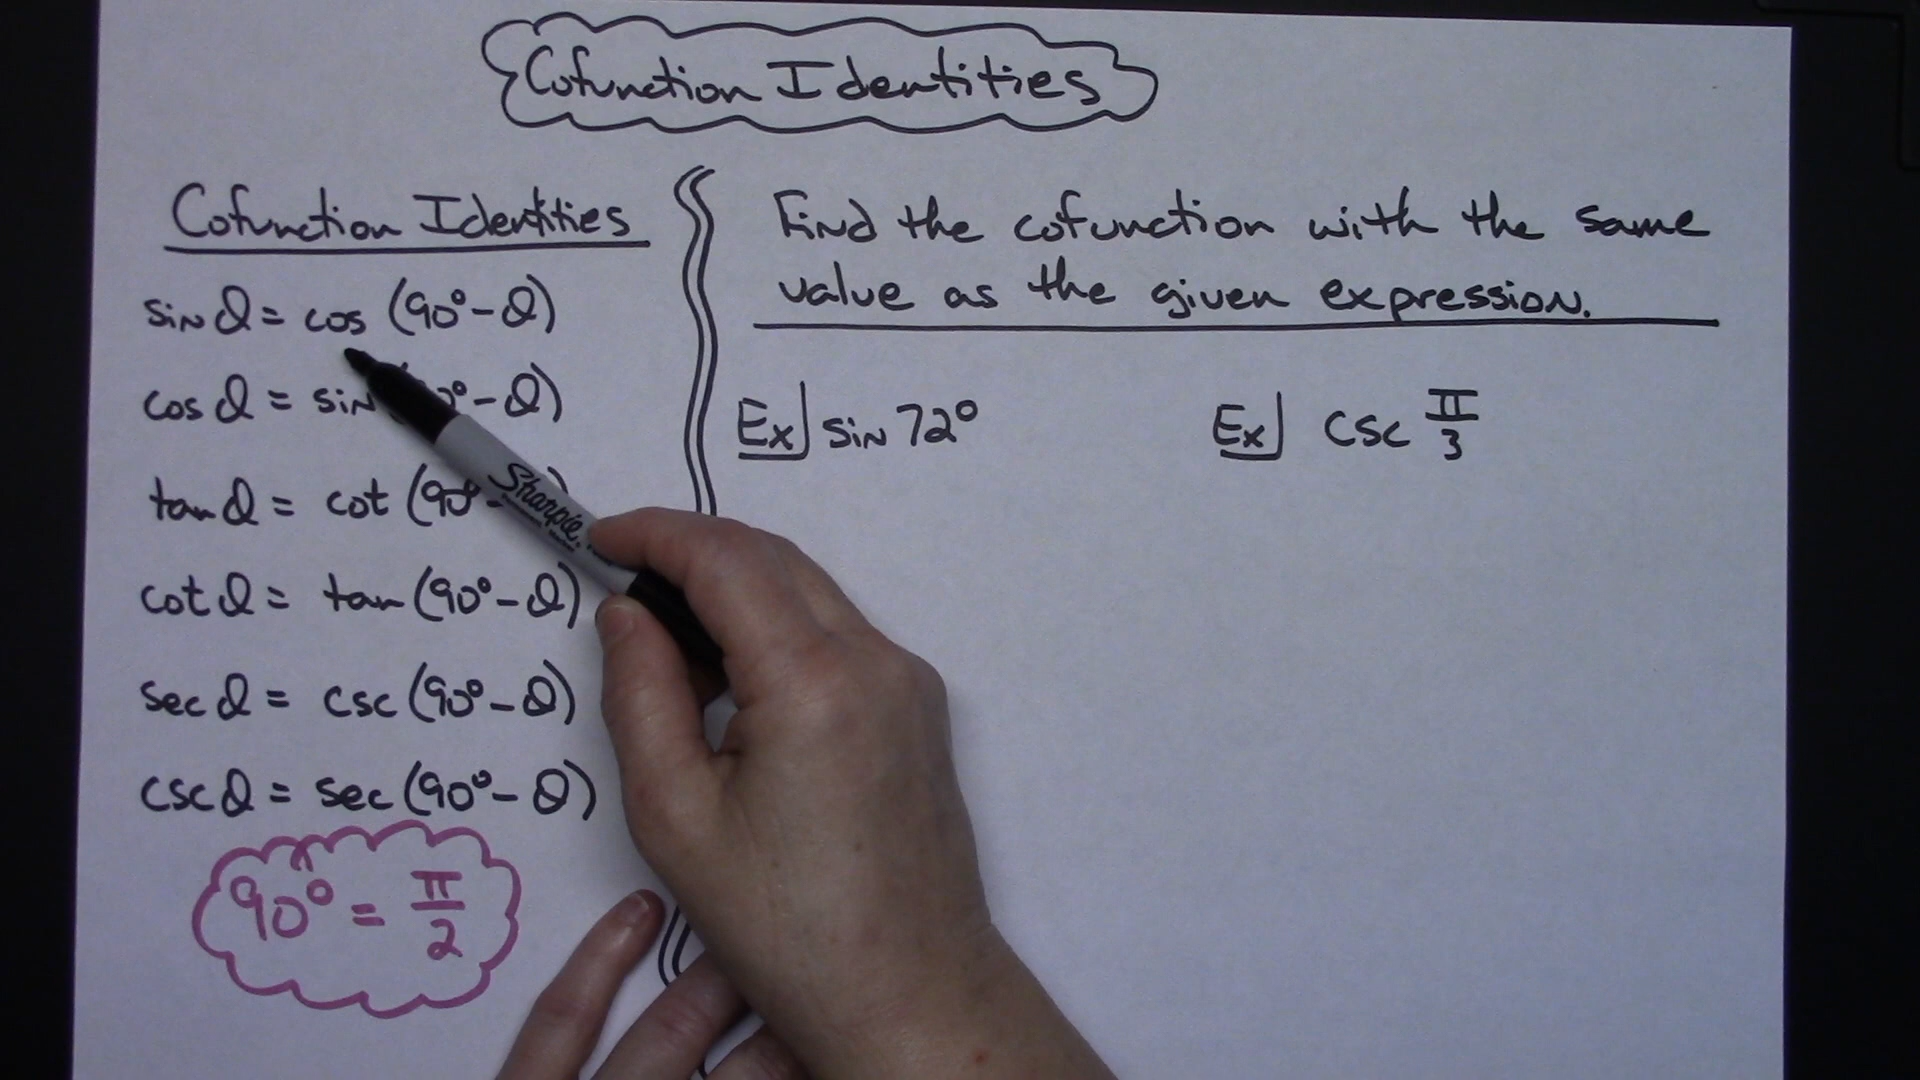 Cofunction Identities
Cofunction Identities
sin θ = cos (90° - θ)
cos θ = sin 0° - θ)
tan θ = cot (90° -
cot θ = tan (90° - θ)
sec θ = csc (90° - θ)
csc θ = sec (90° - θ)
90° = π/2
Find the cofunction with the same
value as the given expression.
Ex] sin 72°
Ex] csc π/3
Sharpie.